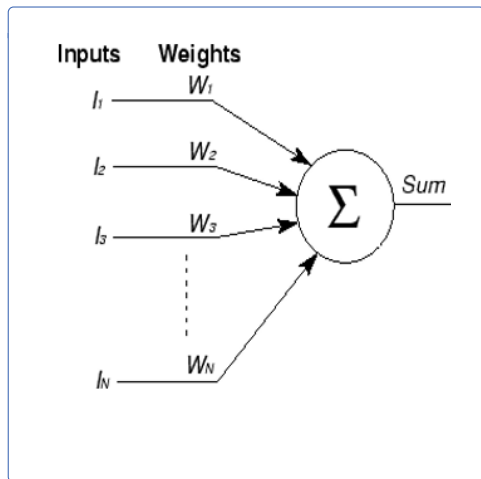 Inputs Weights
I1 W1
I2 W2
Sum
Σ
I3 W3
IN WN